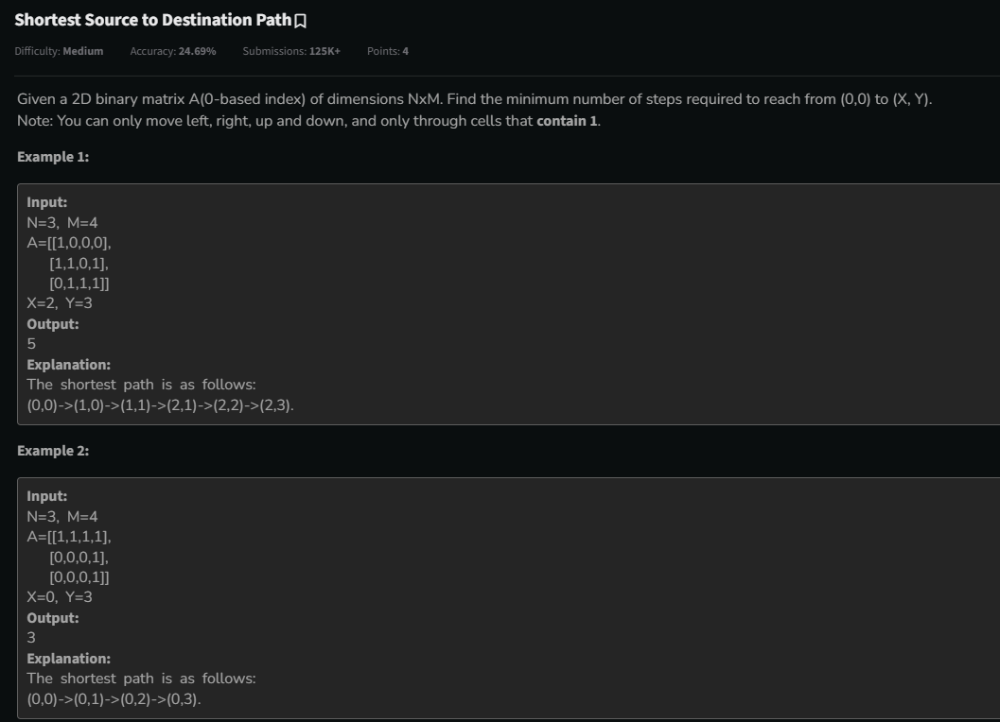 Shortest Source to Destination Path
Difficulty: Medium Accuracy: 24.69% Submissions: 125K+ Points: 4
Given a 2D binary matrix A(0-based index) of dimensions NxM. Find the minimum number of steps required to reach from (0,0) to (X, Y).
Note: You can only move left, right, up and down, and only through cells that contain 1.
Example 1:
Input:
N=3, M=4
A=[[1,0,0,0],
[1,1,0,1],
[0,1,1,1]]
X=2, Y=3
Output:
5
Explanation:
The shortest path is as follows:
(0,0)->(1,0)->(1,1)->(2,1)->(2,2)->(2,3).
Example 2:
Input:
N=3, M=4
A=[[1,1,1,1],
[0,0,0,1],
[0,0,0,1]]
X=0, Y=3
Output:
3
Explanation:
The shortest path is as follows:
(0,0)->(0,1)->(0,2)->(0,3).